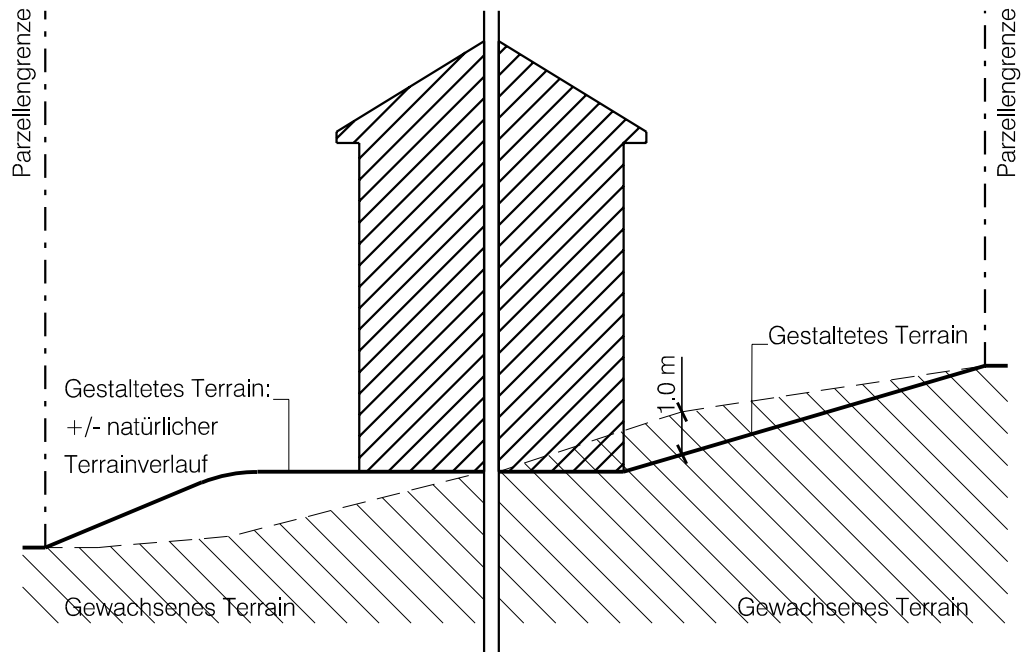 Parzellengrenze
Parzellengrenze
Gestaltetes Terrain
1.0 m
Gestaltetes Terrain:
+/- natürlicher
Terrainverlauf
Gewachsenes Terrain
Gewachsenes Terrain